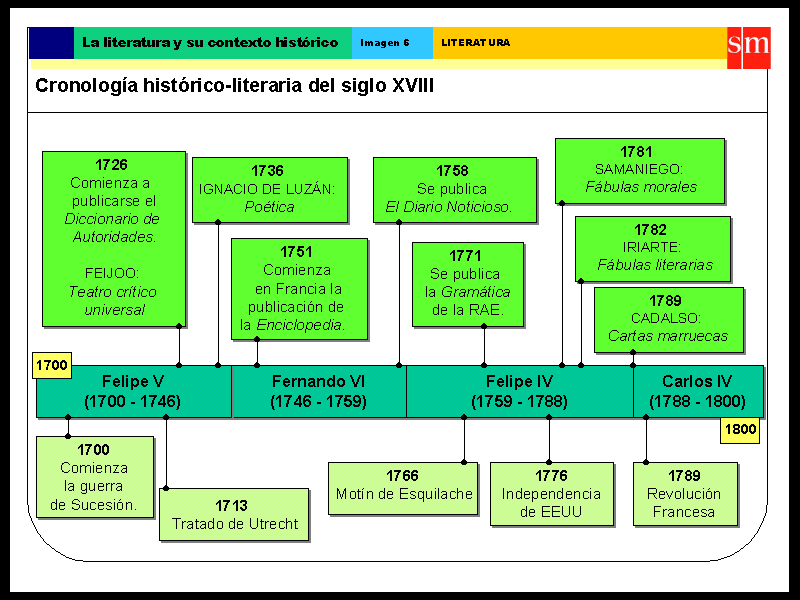 La literatura y su contexto histórico
Imagen 6
LITERATURA
sm
Cronología histórico-literaria del siglo XVIII
1726
Comienza a
publicarse el
Diccionario de
Autoridades.
FEIJOO:
Teatro crítico
universal
1736
IGNACIO DE LUZÁN:
Poética
1751
Comienza
en Francia la
publicación de
la Enciclopedia.
1758
Se publica
El Diario Noticioso.
1771
Se publica
la Gramática
de la RAE.
1781
SAMANIEGO:
Fábulas morales
1782
IRIARTE:
Fábulas literarias
1789
CADALSO:
Cartas marruecas
1700
Felipe V
(1700 - 1746)
Fernando VI
(1746 - 1759)
Felipe IV
(1759 - 1788)
Carlos IV
(1788 - 1800)
1800
1700
Comienza
la guerra
de Sucesión.
1713
Tratado de Utrecht
1766
Motín de Esquilache
1776
Independencia
de EEUU
1789
Revolución
Francesa